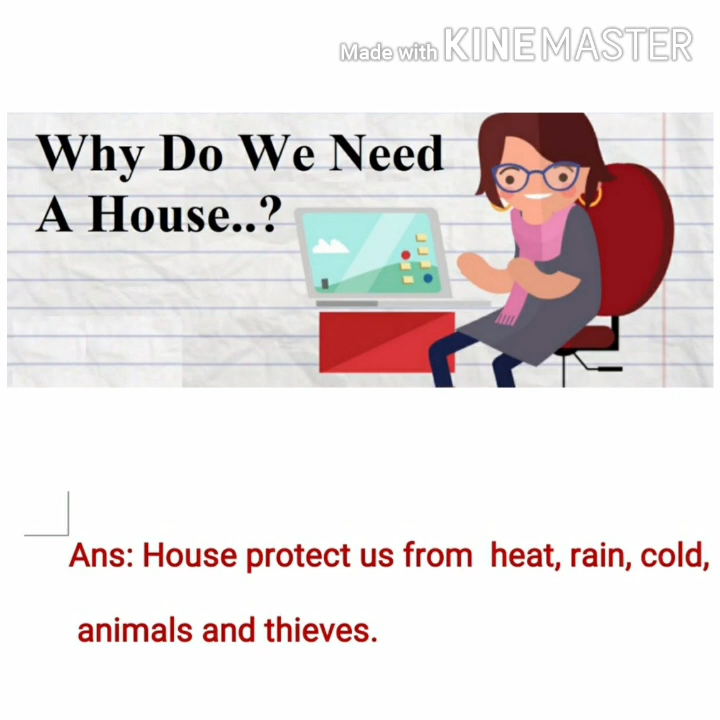 Made with KINEMASTER
Why Do We Need
A House..?
Ans: House protect us from heat, rain, cold,
animals and thieves.